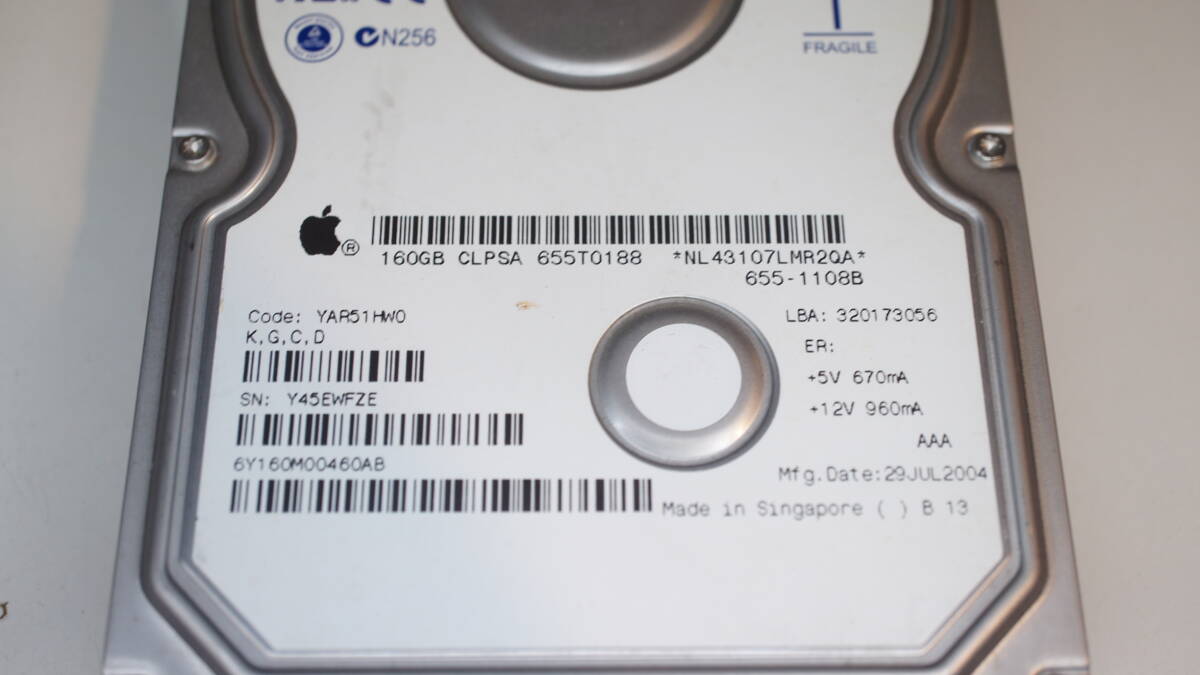 N256
FRAGILE
®
160GB CLPSA 655T0188 *NL43107LMR2QA*
655-1108B
Code: YAR51HW0
K,G,C,D
LBA: 320173056
ER:
+5V 670mA
SN: Y45EWFZE
+12V 960mA
AAA
6Y160M00460AB
Mfg.Date:29JUL2004
Made in Singapore ( ) B 13